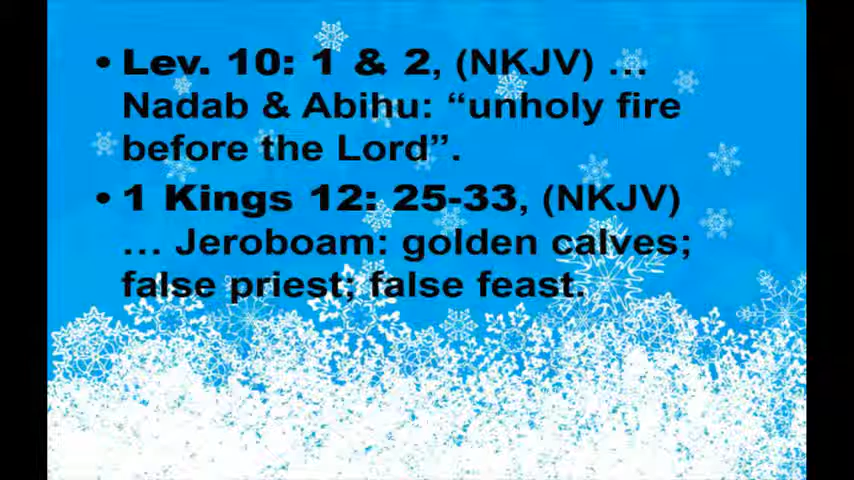 • Lev. 10: 1 & 2, (NKJV) …
Nadab & Abihu: “unholy fire
before the Lord”.
• 1 Kings 12: 25-33, (NKJV)
… Jeroboam: golden calves;
false priest; false feast.